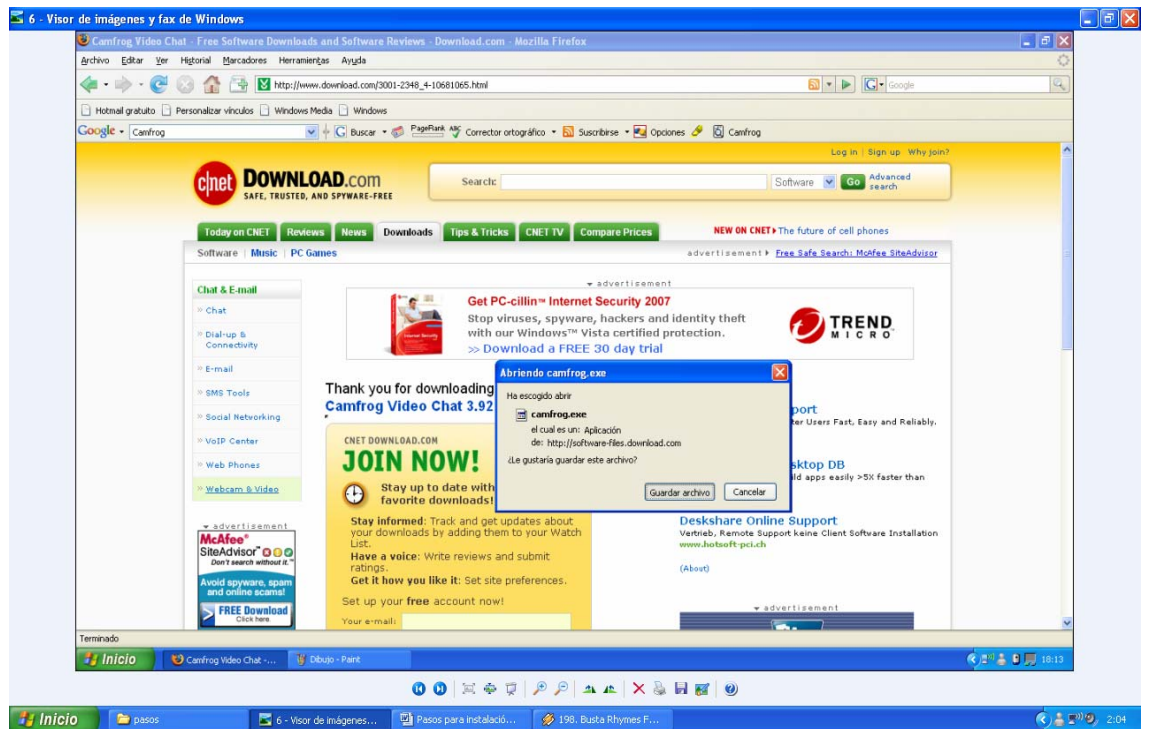 6 - Visor de imágenes y fax de Windows
Camfrog Video Chat - Free Software Downloads and Software Reviews - Download.com - Mozilla Firefox
Archivo Editar Ver Historial Marcadores Herramientas Ayuda
http://www.download.com/3001-2348_4-10681065.html
Google
Hotmail gratuito Personalizar vínculos Windows Media Windows
Google Camfrog Buscar PageRank ABC Corrector ortográfico Suscribirse Opciones Camfrog
Log in | Sign up Why join?
c|net DOWNLOAD.COM
SAFE, TRUSTED, AND SPYWARE-FREE
Search: Software Go Advanced search
Today on CNET Reviews News Downloads Tips & Tricks CNET TV Compare Prices
NEW ON CNET The future of cell phones
Software | Music | PC Games
advertisement Free Safe Search: McAfee SiteAdvisor
Chat & E-mail
» Chat
» Dial-up & Connectivity
» E-mail
» SMS Tools
» Social Networking
» VoIP Center
» Web Phones
» Webcam & Video
advertisement
McAfee®
SiteAdvisor™
Don't search without it.™
Avoid spyware, spam
and online scams!
FREE Download
Click here
advertisement
Get PC-cillin™ Internet Security 2007
Stop viruses, spyware, hackers and identity theft
with our Windows™ Vista certified protection.
>> Download a FREE 30 day trial
TREND
MICRO
Thank you for downloading
Camfrog Video Chat 3.92
CNET DOWNLOAD.COM
JOIN NOW!
Stay up to date with
favorite downloads!
Stay informed: Track and get updates about
your downloads by adding them to your Watch
List.
Have a voice: Write reviews and submit
ratings.
Get it how you like it: Set site preferences.
Set up your free account now!
Your e-mail:
Abriendo camfrog.exe
Ha escogido abrir
camfrog.exe
el cual es un: Aplicación
de: http://software-files.download.com
¿Le gustaría guardar este archivo?
Guardar archivo Cancelar
port
ter Users Fast, Easy and Reliably.
sktop DB
ild apps easily >5X faster than
Deskshare Online Support
Vertrieb, Remote Support keine Client Software Installation
www.hotsoft-pci.ch
(About)
advertisement
Terminado
Inicio Camfrog Video Chat -... Dibujo - Paint 18:13
Inicio pasos 6 - Visor de imágenes... Pasos para instalació... 198. Busta Rhymes F... 2:04